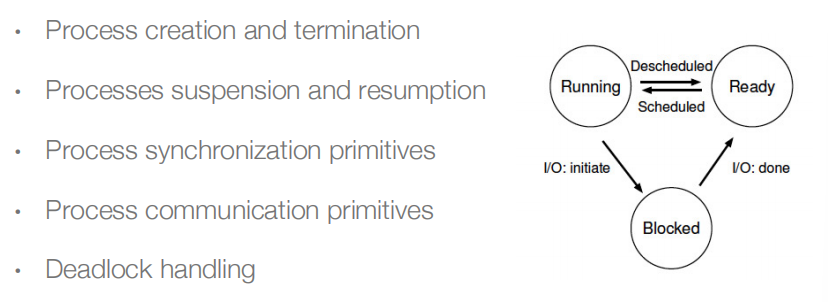 • Process creation and termination
• Processes suspension and resumption
• Process synchronization primitives
• Process communication primitives
• Deadlock handling
Descheduled
Running
Ready
Scheduled
I/O: initiate
I/O: done
Blocked